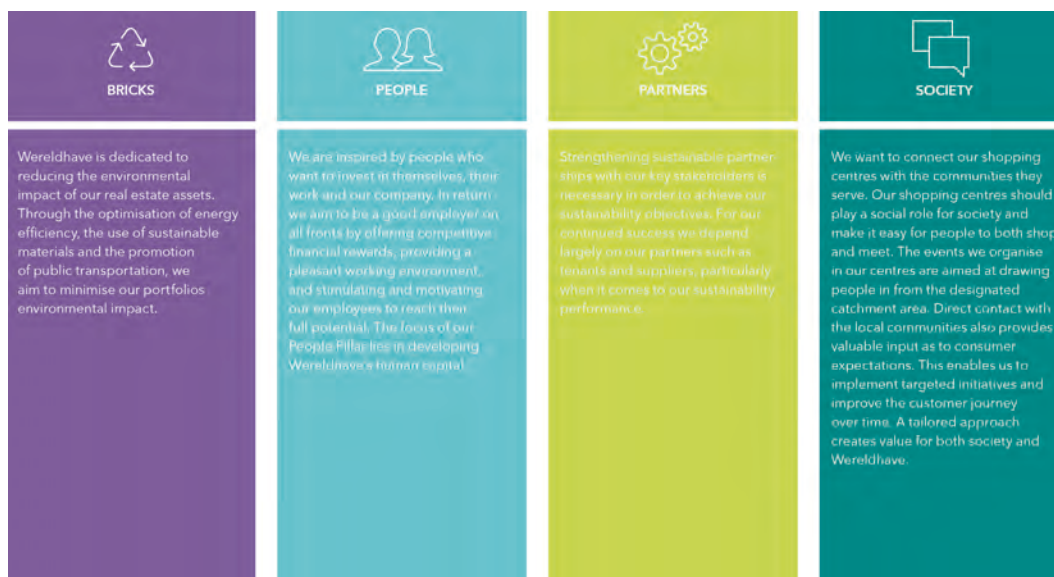 BRICKS
Wereldhave is dedicated to
reducing the environmental
impact of our real estate assets.
Through the optimisation of energy
efficiency, the use of sustainable
materials and the promotion
of public transportation, we
aim to minimise our portfolios
environmental impact.
PEOPLE
We are inspired by people who
want to invest in themselves, their
work and our company. In return
we aim to be a good employer on
all fronts by offering competitive
financial rewards, providing a
pleasant working environment,
and stimulating and motivating
our employees to reach their
full potential. The focus of our
People Pillar lies in developing
Wereldhave's human capital.
PARTNERS
Strengthening sustainable partner-
ships with our key stakeholders is
necessary in order to achieve our
sustainability objectives. For our
continued success we depend
largely on our partners such as
tenants and suppliers, particularly
when it comes to our sustainability
performance.
SOCIETY
We want to connect our shopping
centres with the communities they
serve. Our shopping centres should
play a social role for society and
make it easy for people to both shop
and meet. The events we organise
in our centres are aimed at drawing
people in from the designated
catchment area. Direct contact with
the local communities also provides
valuable input as to consumer
expectations. This enables us to
implement targeted initiatives and
improve the customer journey
over time. A tailored approach
creates value for both society and
Wereldhave.